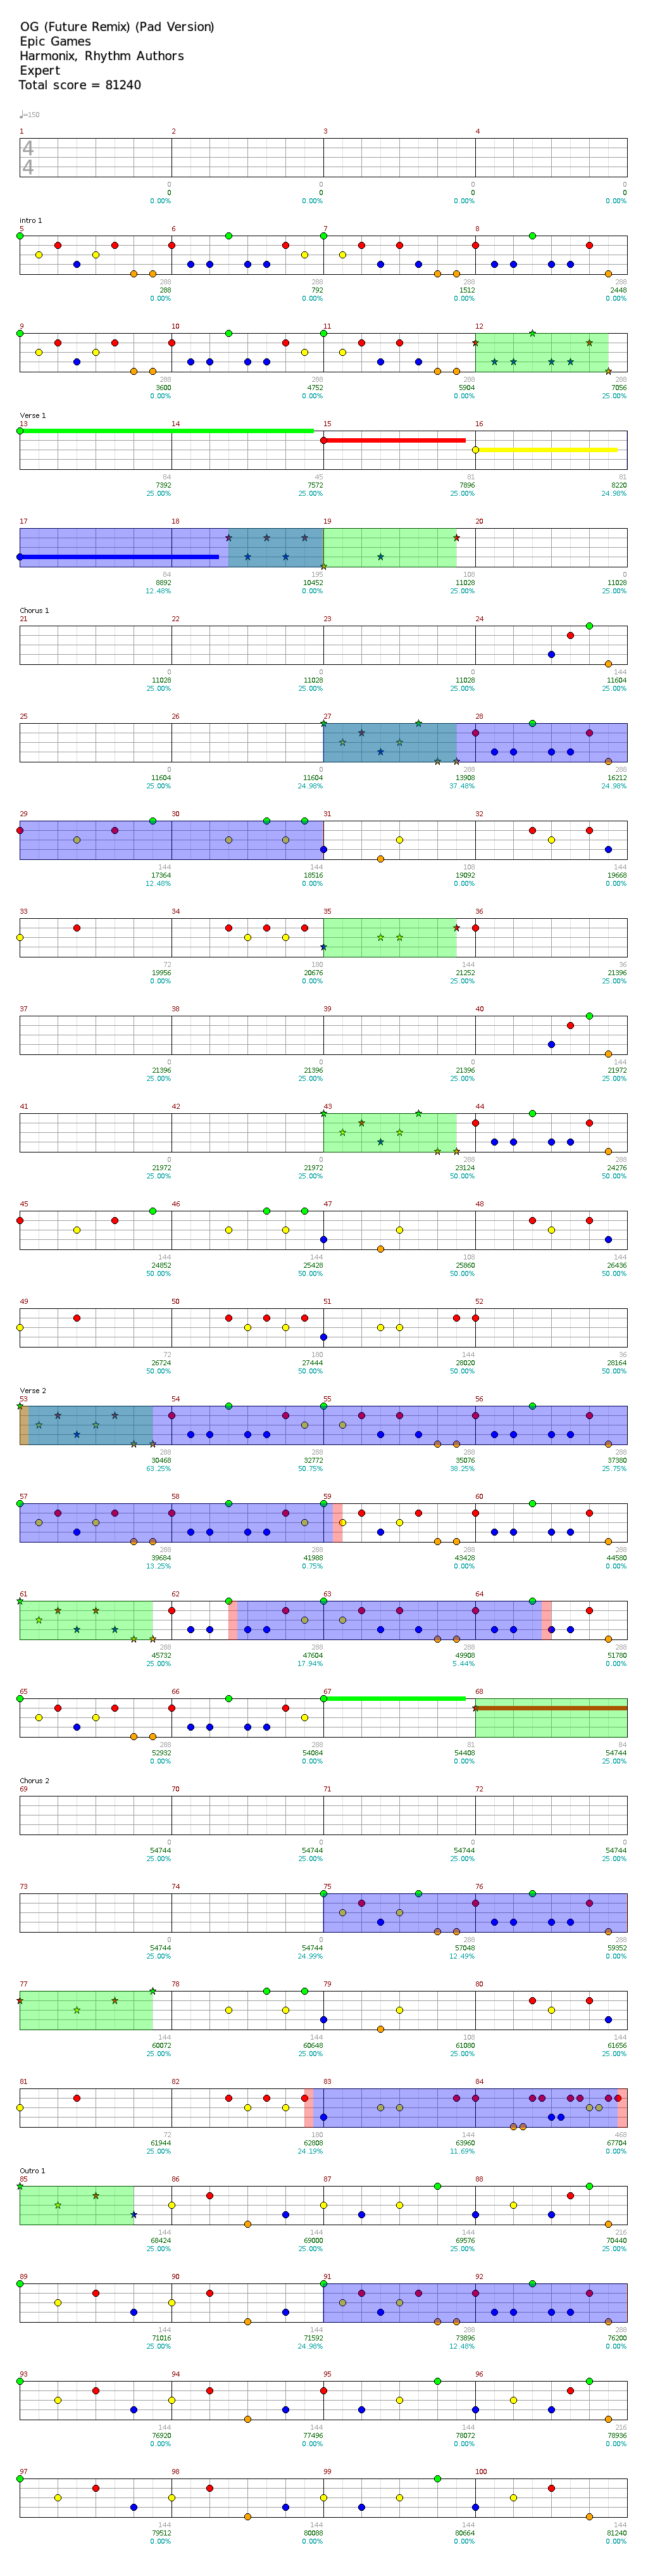 OG (Future Remix) (Pad Version)
Epic Games
Harmonix, Rhythm Authors
Expert
Total score = 81240
♩=150
1 2 3 4
4
4
0 0 0 0
0 0 0 0
0.00% 0.00% 0.00% 0.00%
intro 1
5 6 7 8
288 288 288 288
288 792 1512 2448
0.00% 0.00% 0.00% 0.00%
9 10 11 12
288 288 288 288
3600 4752 5904 7056
0.00% 0.00% 0.00% 25.00%
Verse 1
13 14 15 16
84 45 81 81
7392 7572 7896 8220
25.00% 25.00% 25.00% 24.98%
17 18 19 20
84 195 108 0
8892 10452 11028 11028
12.48% 0.00% 25.00% 25.00%
Chorus 1
21 22 23 24
0 0 0 144
11028 11028 11028 11604
25.00% 25.00% 25.00% 25.00%
25 26 27 28
0 0 288 288
11604 11604 13908 16212
25.00% 24.98% 37.48% 24.98%
29 30 31 32
144 144 108 144
17364 18516 19092 19668
12.48% 0.00% 0.00% 0.00%
33 34 35 36
72 180 144 36
19956 20676 21252 21396
0.00% 0.00% 25.00% 25.00%
37 38 39 40
0 0 0 144
21396 21396 21396 21972
25.00% 25.00% 25.00% 25.00%
41 42 43 44
0 0 288 288
21972 21972 23124 24276
25.00% 25.00% 50.00% 50.00%
45 46 47 48
144 144 108 144
24852 25428 25860 26436
50.00% 50.00% 50.00% 50.00%
49 50 51 52
72 180 144 36
26724 27444 28020 28164
50.00% 50.00% 50.00% 50.00%
Verse 2
53 54 55 56
288 288 288 288
30468 32772 35076 37380
63.25% 50.75% 38.25% 25.75%
57 58 59 60
288 288 288 288
39684 41988 43428 44580
13.25% 0.75% 0.00% 0.00%
61 62 63 64
288 288 288 288
45732 47604 49908 51780
25.00% 17.94% 5.44% 0.00%
65 66 67 68
288 288 81 84
52932 54084 54408 54744
0.00% 0.00% 0.00% 25.00%
Chorus 2
69 70 71 72
0 0 0 0
54744 54744 54744 54744
25.00% 25.00% 25.00% 25.00%
73 74 75 76
0 0 288 288
54744 54744 57048 59352
25.00% 24.99% 12.49% 0.00%
77 78 79 80
144 144 108 144
60072 60648 61080 61656
25.00% 25.00% 25.00% 25.00%
81 82 83 84
72 180 144 468
61944 62808 63960 67704
25.00% 24.19% 11.69% 0.00%
Outro 1
85 86 87 88
144 144 144 216
68424 69000 69576 70440
25.00% 25.00% 25.00% 25.00%
89 90 91 92
144 144 288 288
71016 71592 73896 76200
25.00% 24.98% 12.48% 0.00%
93 94 95 96
144 144 144 216
76920 77496 78072 78936
0.00% 0.00% 0.00% 0.00%
97 98 99 100
144 144 144 144
79512 80088 80664 81240
0.00% 0.00% 0.00% 0.00%